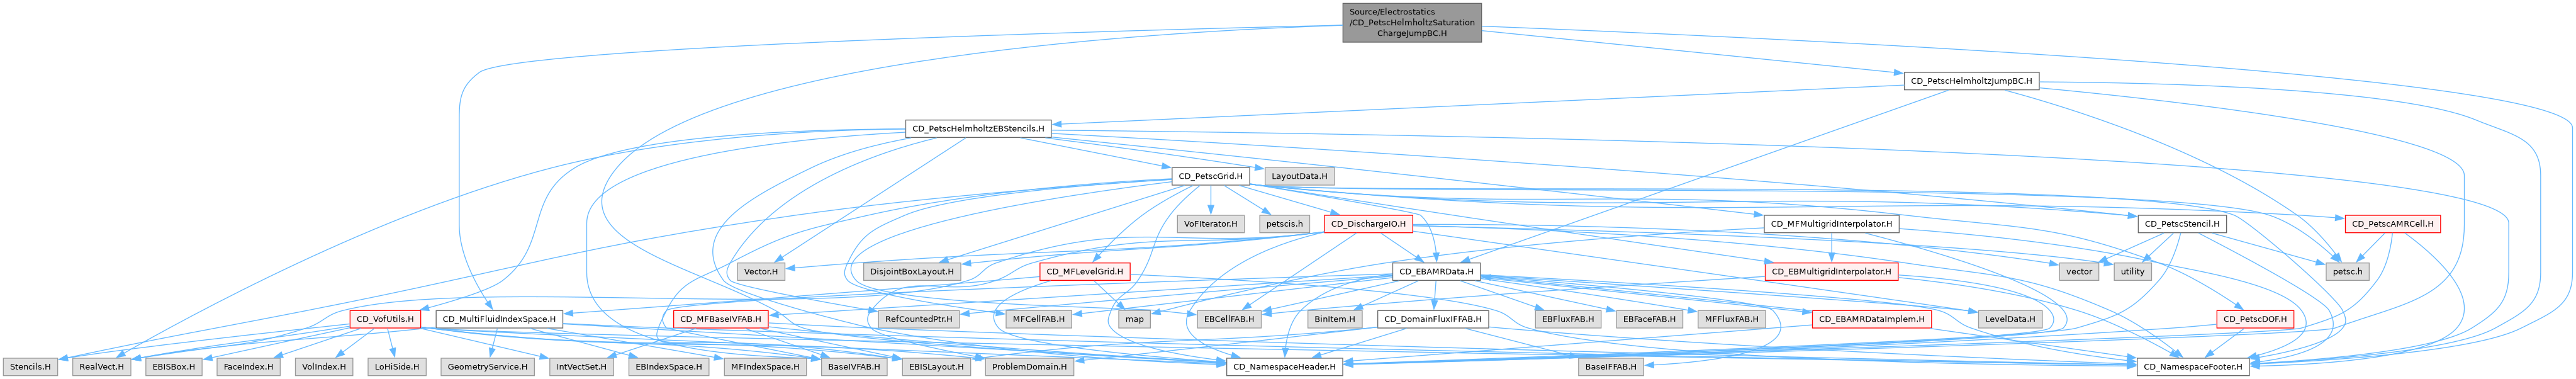 Source/Electrostatics
/CD_PetscHelmholtzSaturation
ChargeJumpBC.H
CD_PetscHelmholtzJumpBC.H
CD_PetscHelmholtzEBStencils.H
CD_PetscGrid.H
LayoutData.H
VoFIterator.H
petscis.h
CD_DischargeIO.H
CD_MFMultigridInterpolator.H
CD_PetscStencil.H
CD_PetscAMRCell.H
Vector.H
DisjointBoxLayout.H
CD_MFLevelGrid.H
CD_EBAMRData.H
CD_EBMultigridInterpolator.H
vector
utility
petsc.h
CD_VofUtils.H
CD_MultiFluidIndexSpace.H
CD_MFBaseIVFAB.H
RefCountedPtr.H
MFCellFAB.H
map
EBCellFAB.H
BinItem.H
CD_DomainFluxIFFAB.H
EBFluxFAB.H
EBFaceFAB.H
MFFluxFAB.H
CD_EBAMRDataImplem.H
LevelData.H
CD_PetscDOF.H
Stencils.H
RealVect.H
EBISBox.H
FaceIndex.H
VolIndex.H
LoHiSide.H
GeometryService.H
IntVectSet.H
EBIndexSpace.H
MFIndexSpace.H
BaseIVFAB.H
EBISLayout.H
ProblemDomain.H
CD_NamespaceHeader.H
BaseIFFAB.H
CD_NamespaceFooter.H